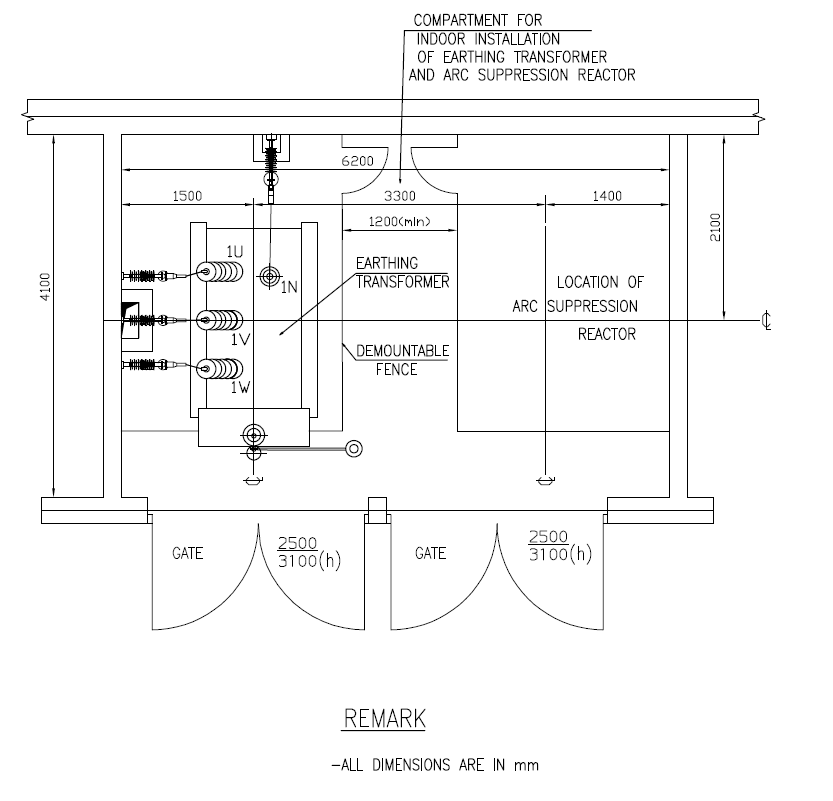 COMPARTMENT FOR
INDOOR INSTALLATION
OF EARTHING TRANSFORMER
AND ARC SUPPRESSION REACTOR
6200
1500
3300
1400
1200(min)
2100
4100
1U
1N
1V
1W
EARTHING
TRANSFORMER
LOCATION OF
ARC SUPPRESSION
REACTOR
DEMOUNTABLE
FENCE
GATE
2500
3100(h)
GATE
2500
3100(h)
REMARK
-ALL DIMENSIONS ARE IN mm